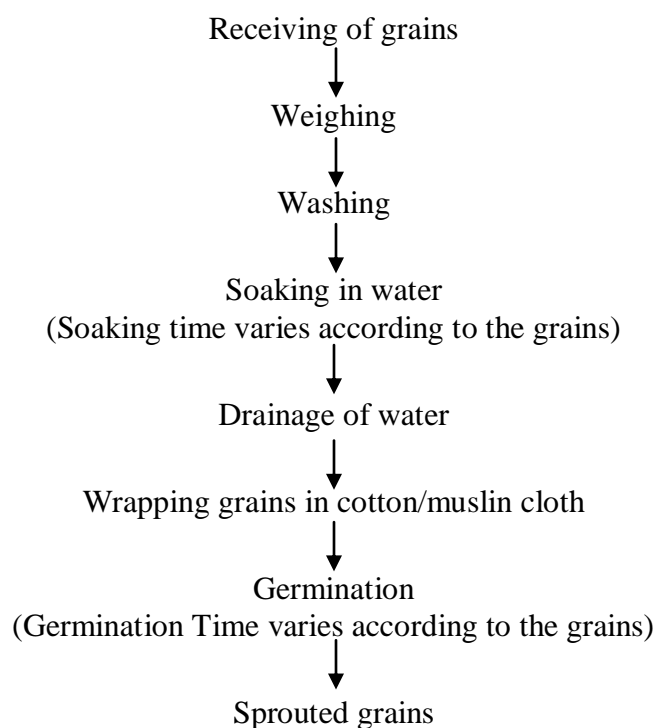 Receiving of grains
Weighing
Washing
Soaking in water
(Soaking time varies according to the grains)
Drainage of water
Wrapping grains in cotton/muslin cloth
Germination
(Germination Time varies according to the grains)
Sprouted grains